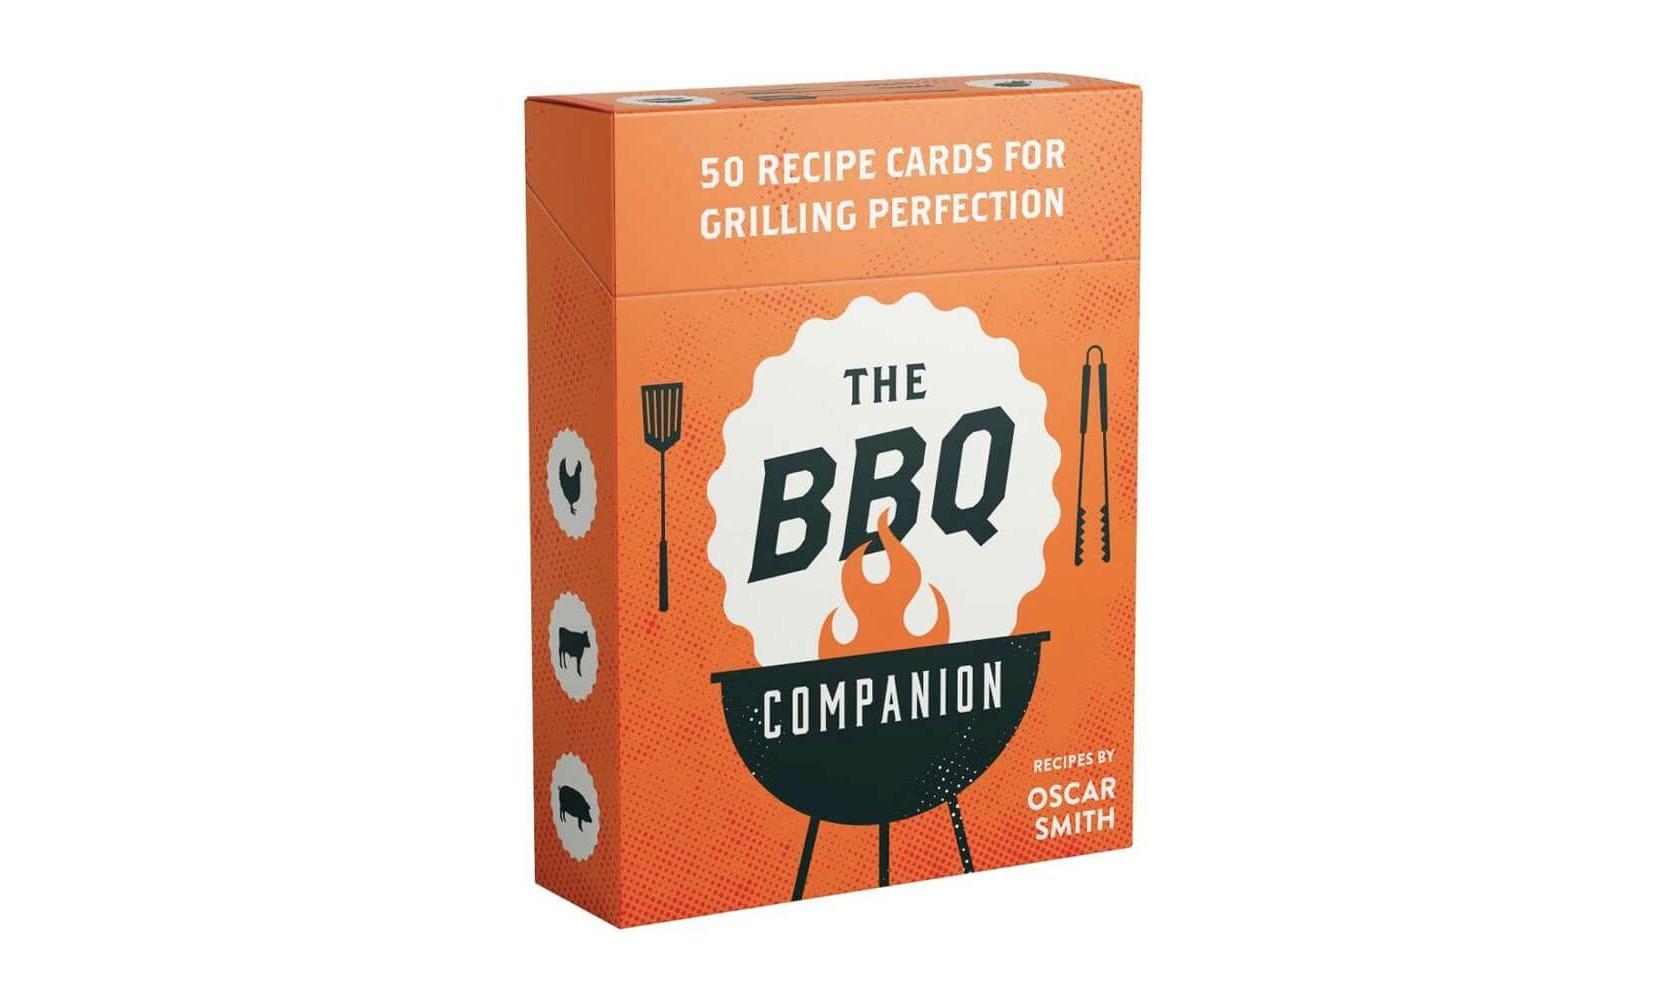 50 RECIPE CARDS FOR
GRILLING PERFECTION
THE
BBQ
COMPANION
RECIPES BY
OSCAR
SMITH